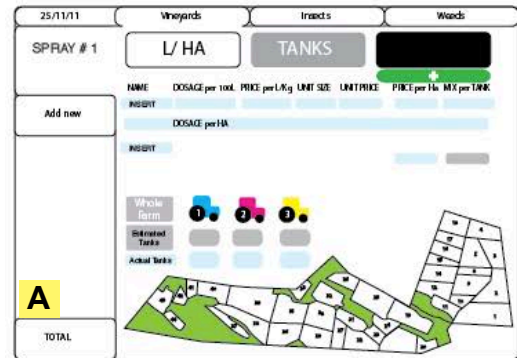 25/11/11 Vineyards Insects Weeds
SPRAY # 1 L/ HA TANKS
NAME DOSAGE per 100L PRICE per L/Kg UNIT SIZE UNIT PRICE PRICE per Ha MIX per TANK
INSERT
Add new
DOSAGE per HA
INSERT
Whole
Farm 1 2 3
Estimated
Tanks
Actual Tanks
A
TOTAL